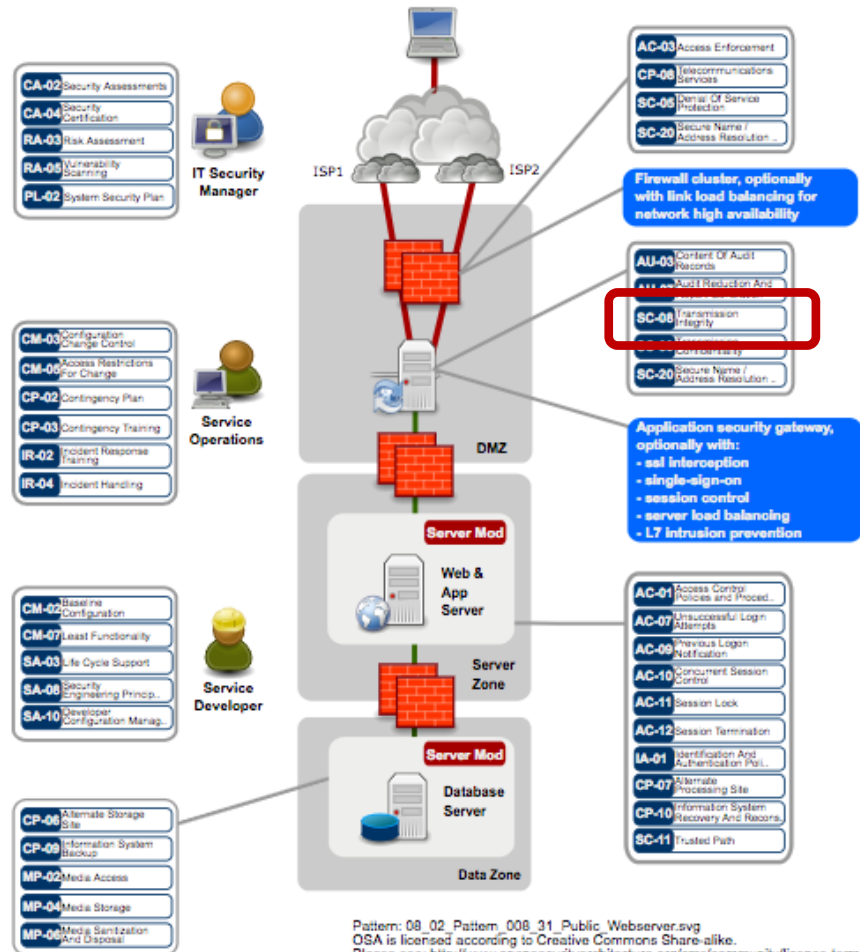 CA-02 Security Assessments
CA-04 Security
Certification
RA-03 Risk Assessment
RA-05 Vulnerability
Scanning
PL-02 System Security Plan
IT Security
Manager
ISP1
ISP2
AC-03 Access Enforcement
CP-08 Telecommunications
Services
SC-05 Denial Of Service
Protection
SC-20 Secure Name /
Address Resolution ..
Firewall cluster, optionally
with link load balancing for
network high availability
AU-03 Content Of Audit
Records
Audit Reduction And
SC-08 Transmission
Integrity
Confidentiality
SC-20 Secure Name /
Address Resolution ..
CM-03 Configuration
Change Control
CM-05 Access Restrictions
For Change
CP-02 Contingency Plan
CP-03 Contingency Training
IR-02 Incident Response
Training
IR-04 Incident Handling
Service
Operations
DMZ
Application security gateway,
optionally with:
- ssl interception
- single-sign-on
- session control
- server load balancing
- L7 intrusion prevention
Server Mod
Web &
App
Server
Server
Zone
CM-02 Baseline
Configuration
CM-07 Least Functionality
SA-03 Life Cycle Support
SA-08 Security
Engineering Princip..
SA-10 Developer
Configuration Manag..
Service
Developer
AC-01 Access Control
Policies and Proced..
AC-07 Unsuccessful Login
Attempts
AC-09 Previous Logon
Notification
AC-10 Concurrent Session
Control
AC-11 Session Lock
AC-12 Session Termination
IA-01 Identification And
Authentication Poli..
CP-07 Alternate
Processing Site
CP-10 Information System
Recovery And Recons..
SC-11 Trusted Path
Server Mod
Database
Server
Data Zone
CP-06 Alternate Storage
Site
CP-09 Information System
Backup
MP-02 Media Access
MP-04 Media Storage
MP-06 Media Sanitization
And Disposal
Pattern: 08_02_Pattern_008_31_Public_Webserver.svg
OSA is licensed according to Creative Commons Share-alike.